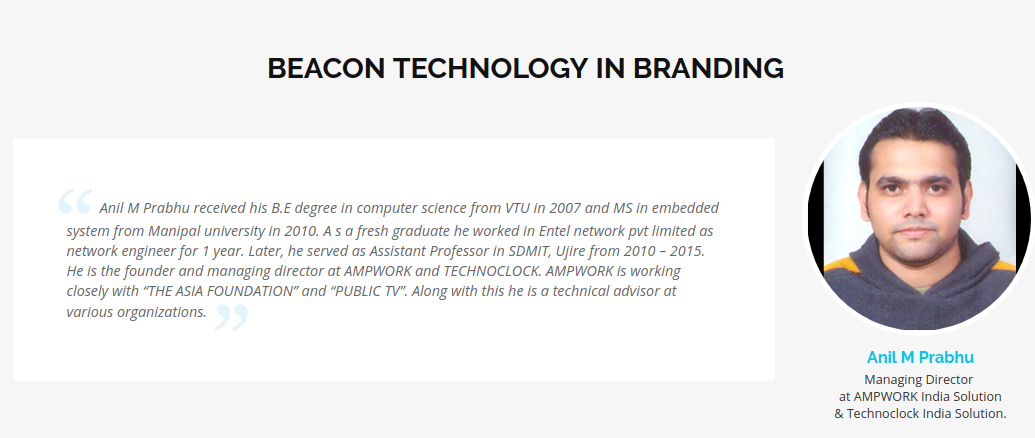 BEACON TECHNOLOGY IN BRANDING
“ Anil M Prabhu received his B.E degree in computer science from VTU in 2007 and MS in embedded
system from Manipal university in 2010. A s a fresh graduate he worked in Entel network pvt limited as
network engineer for 1 year. Later, he served as Assistant Professor in SDMIT, Ujire from 2010 – 2015.
He is the founder and managing director at AMPWORK and TECHNOCLOCK. AMPWORK is working
closely with “THE ASIA FOUNDATION” and “PUBLIC TV”. Along with this he is a technical advisor at
various organizations. ”
Anil M Prabhu
Managing Director
at AMPWORK India Solution
& Technoclock India Solution.